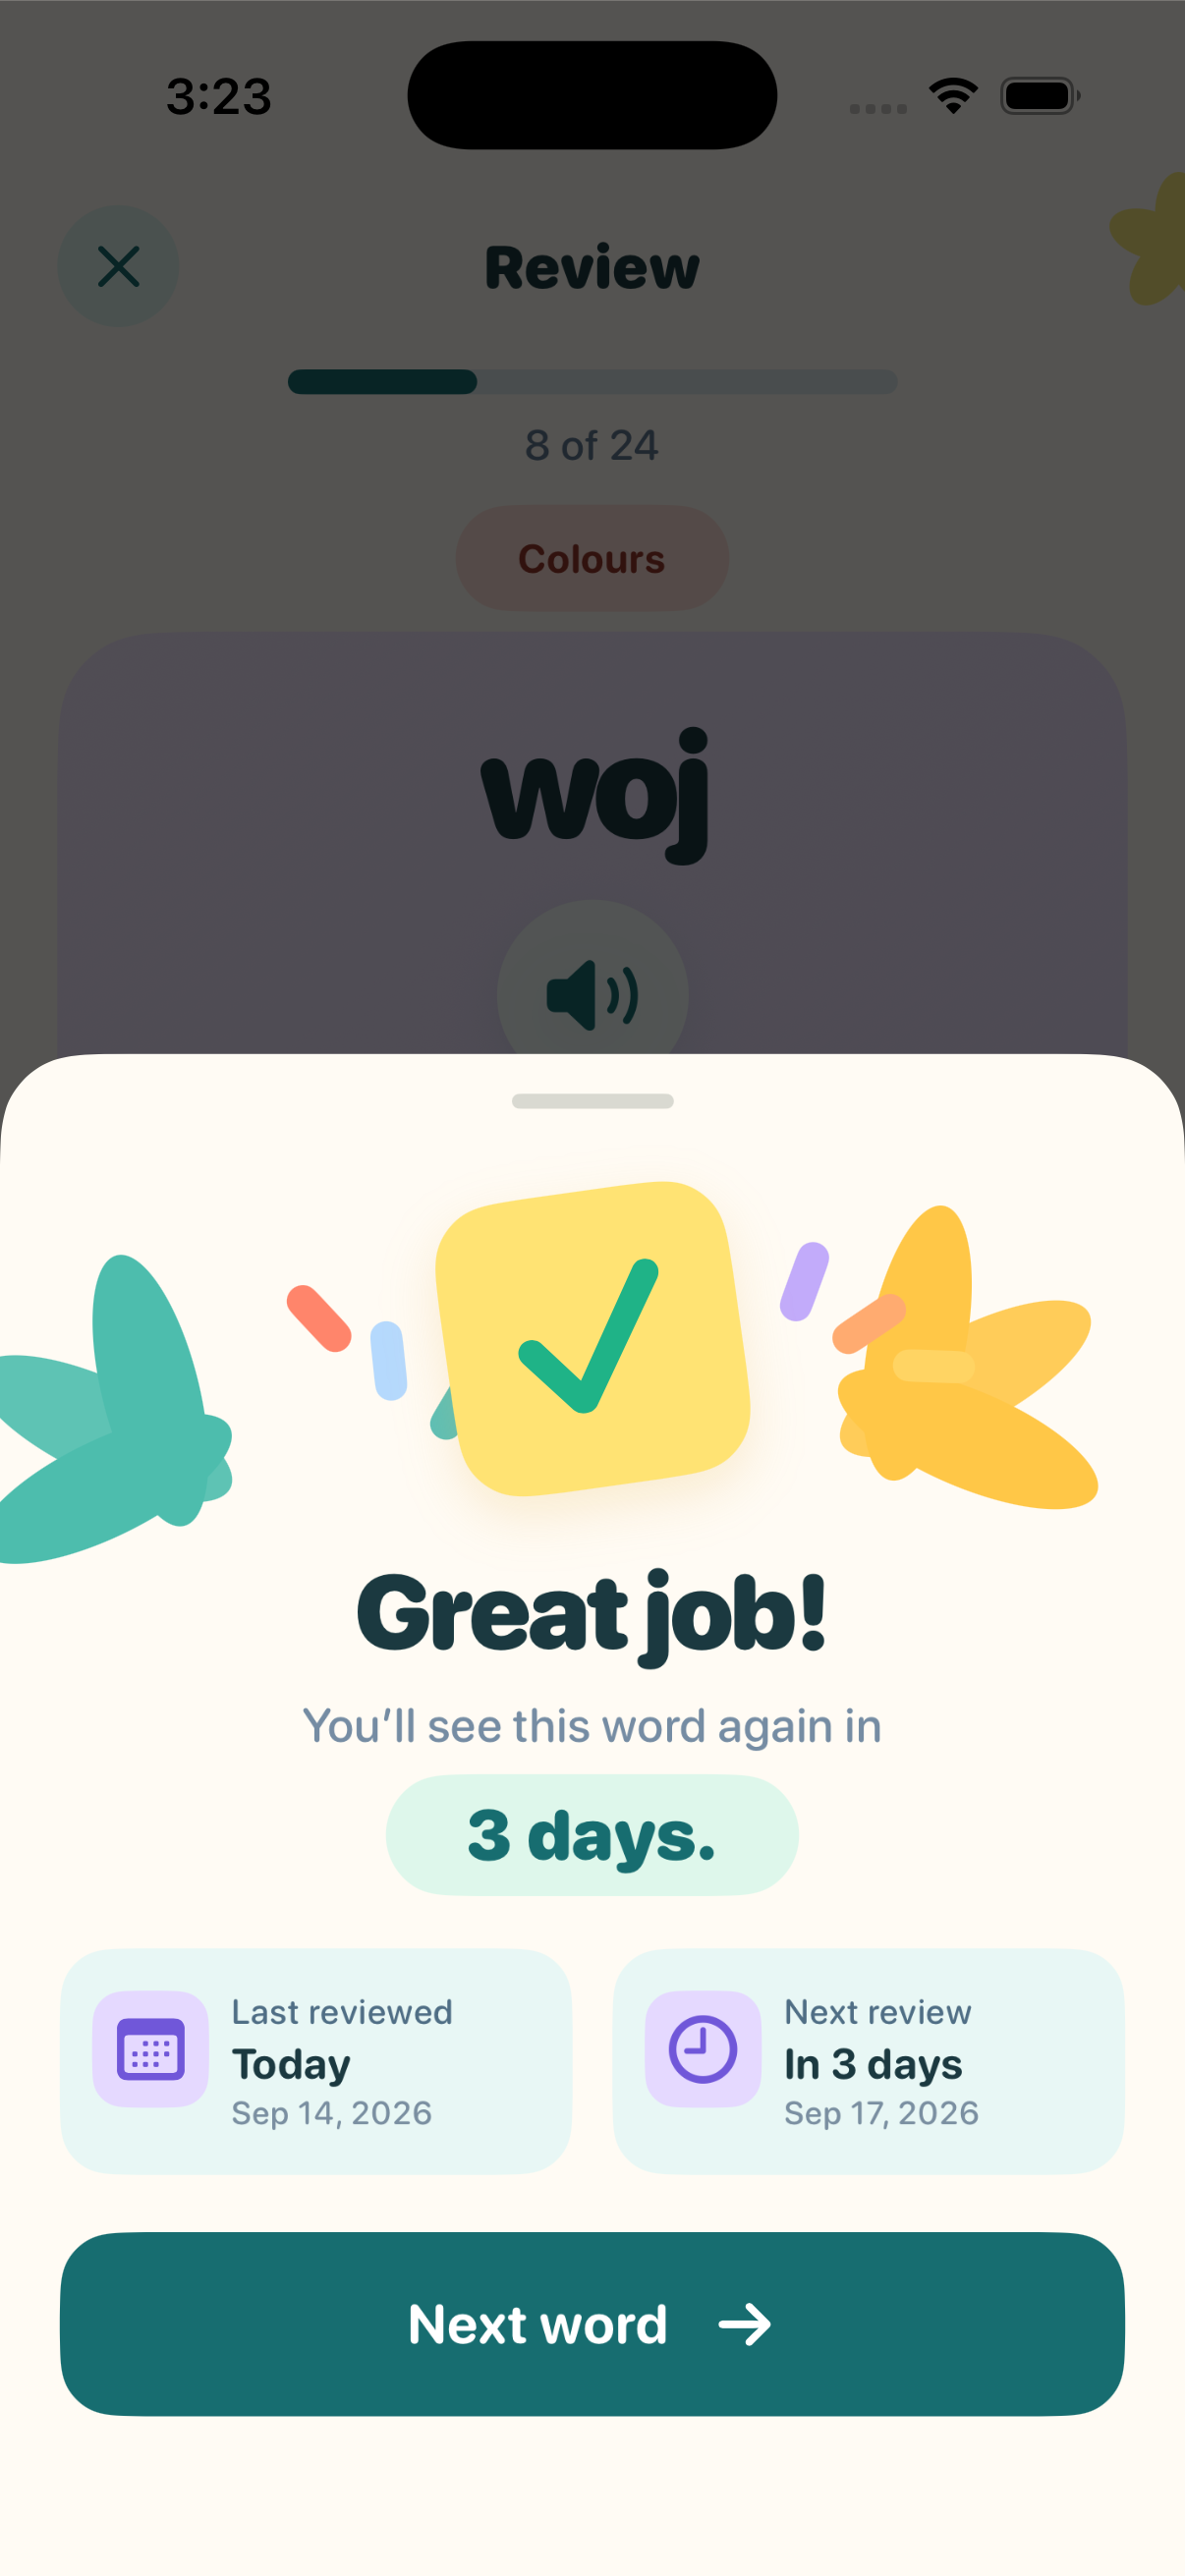 3:23
Review
8 of 24
Colours
woj
Great job!
You’ll see this word again in
3 days.
Last reviewed
Today
Sep 14, 2026
Next review
In 3 days
Sep 17, 2026
Next word